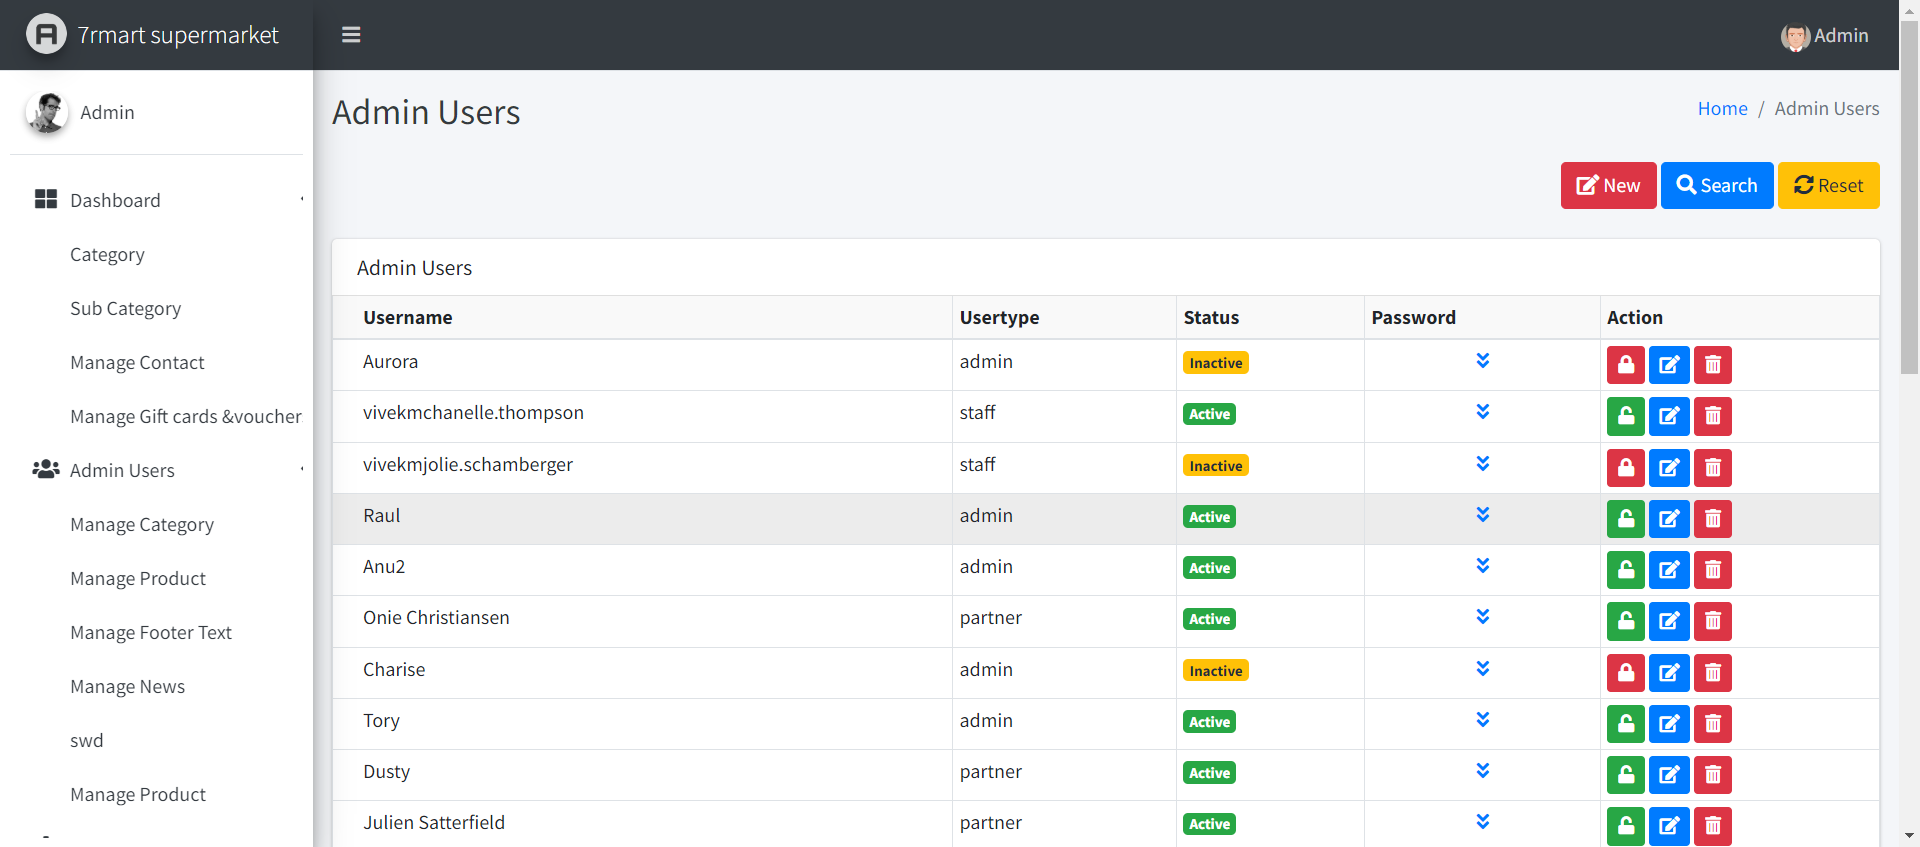 7rmart supermarket
Admin
Admin
Admin Users
Home / Admin Users
New Search Reset
Dashboard
Category
Sub Category
Manage Contact
Manage Gift cards &voucher
Admin Users
Manage Category
Manage Product
Manage Footer Text
Manage News
swd
Manage Product
Admin Users
Username Usertype Status Password Action
Aurora admin Inactive
vivekmchanelle.thompson staff Active
vivekmjolie.schamberger staff Inactive
Raul admin Active
Anu2 admin Active
Onie Christiansen partner Active
Charise admin Inactive
Tory admin Active
Dusty partner Active
Julien Satterfield partner Active